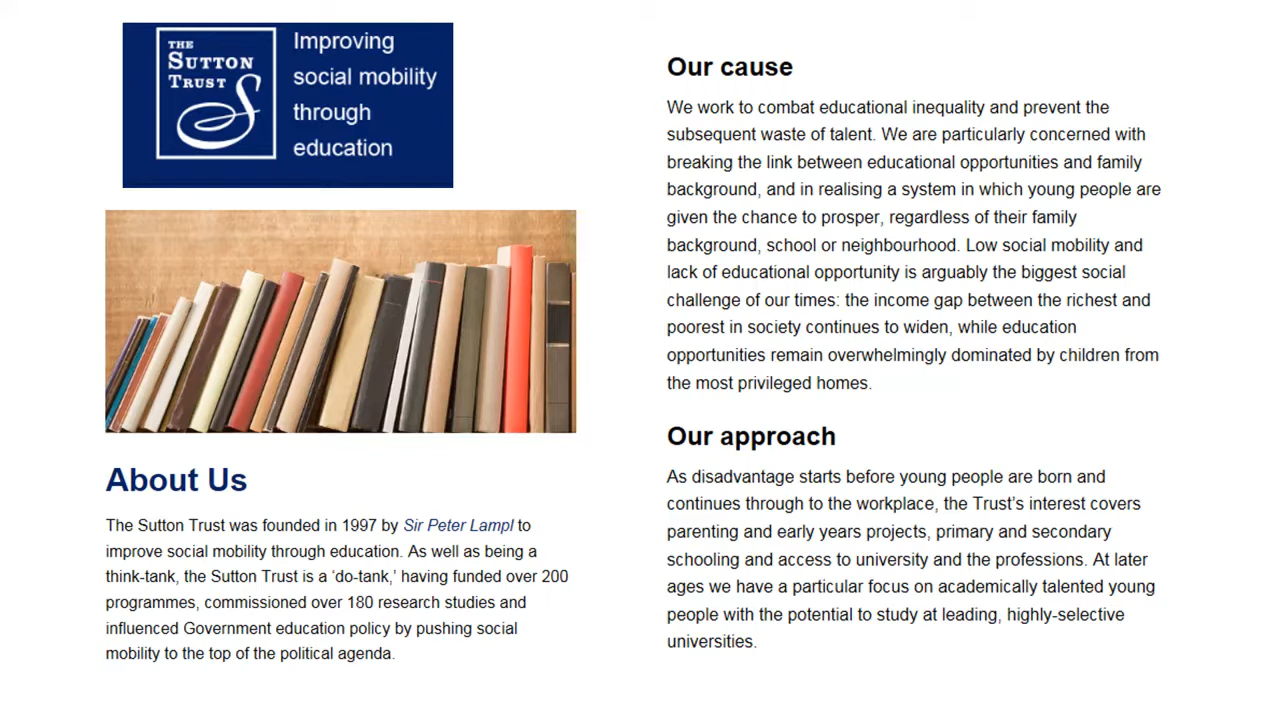 THE
SUTTON
TRUST
Improving
social mobility
through
education
About Us
The Sutton Trust was founded in 1997 by Sir Peter Lampl to
improve social mobility through education. As well as being a
think-tank, the Sutton Trust is a ‘do-tank,’ having funded over 200
programmes, commissioned over 180 research studies and
influenced Government education policy by pushing social
mobility to the top of the political agenda.
Our cause
We work to combat educational inequality and prevent the
subsequent waste of talent. We are particularly concerned with
breaking the link between educational opportunities and family
background, and in realising a system in which young people are
given the chance to prosper, regardless of their family
background, school or neighbourhood. Low social mobility and
lack of educational opportunity is arguably the biggest social
challenge of our times: the income gap between the richest and
poorest in society continues to widen, while education
opportunities remain overwhelmingly dominated by children from
the most privileged homes.
Our approach
As disadvantage starts before young people are born and
continues through to the workplace, the Trust’s interest covers
parenting and early years projects, primary and secondary
schooling and access to university and the professions. At later
ages we have a particular focus on academically talented young
people with the potential to study at leading, highly-selective
universities.